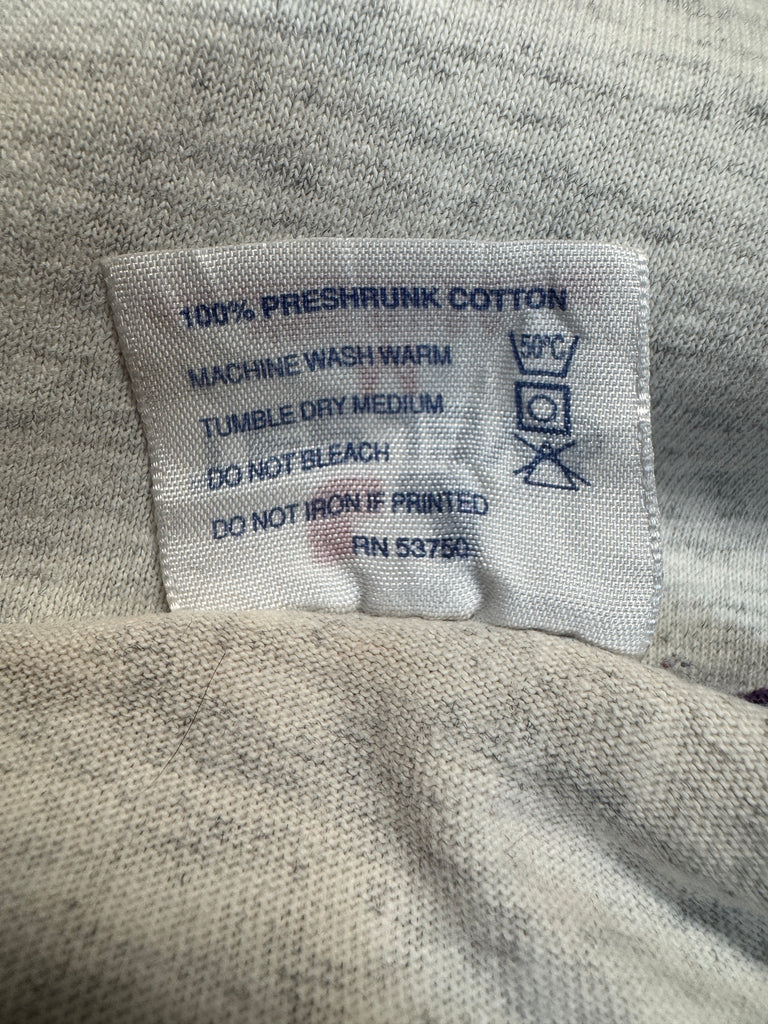 100% PRESHRUNK COTTON
MACHINE WASH WARM
50°C
TUMBLE DRY MEDIUM
DO NOT BLEACH
DO NOT IRON IF PRINTED
RN 53750